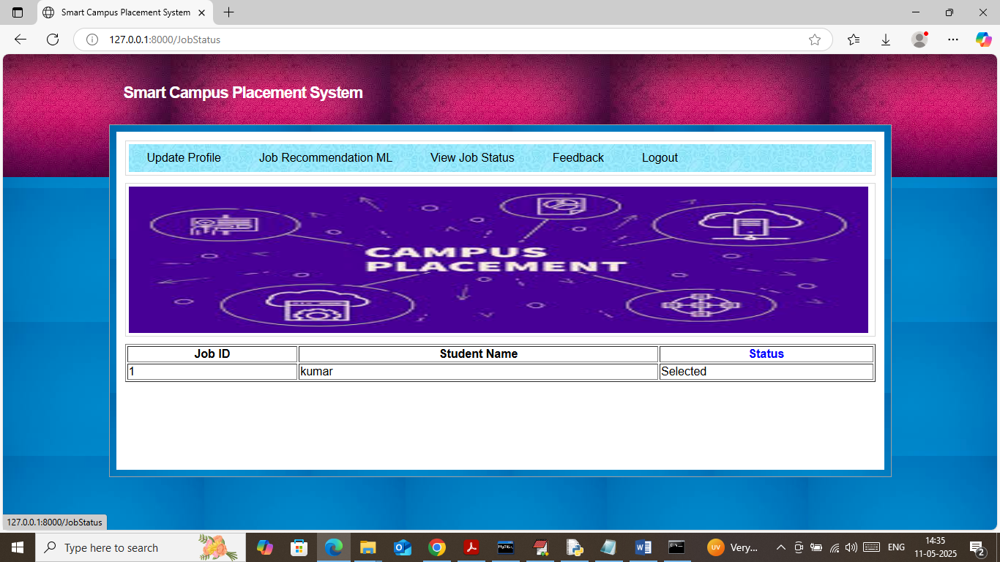 Smart Campus Placement System
127.0.0.1:8000/JobStatus
Smart Campus Placement System
Update Profile Job Recommendation ML View Job Status Feedback Logout
CAMPUS
PLACEMENT
Job ID Student Name Status
1 kumar Selected
127.0.0.1:8000/JobStatus
Type here to search
UV Very... ENG 14:35
11-05-2025
2